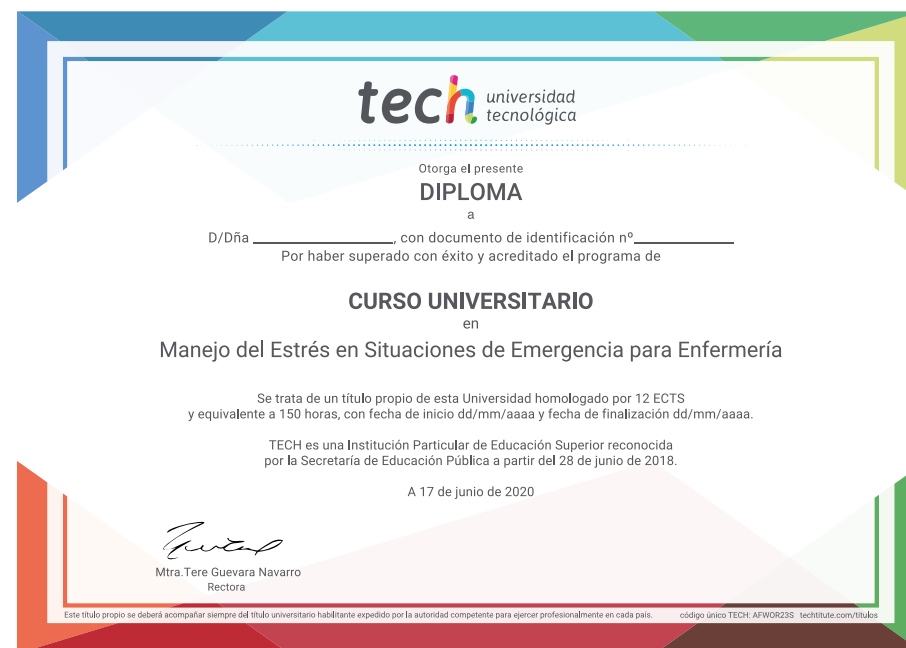 tech universidad
tecnológica
Otorga el presente
DIPLOMA
a
D/Dña ____________________, con documento de identificación nº______________
Por haber superado con éxito y acreditado el programa de
CURSO UNIVERSITARIO
en
Manejo del Estrés en Situaciones de Emergencia para Enfermería
Se trata de un título propio de esta Universidad homologado por 12 ECTS
y equivalente a 150 horas, con fecha de inicio dd/mm/aaaa y fecha de finalización dd/mm/aaaa.
TECH es una Institución Particular de Educación Superior reconocida
por la Secretaría de Educación Pública a partir del 28 de junio de 2018.
A 17 de junio de 2020
Mtra.Tere Guevara Navarro
Rectora
Este título propio se deberá acompañar siempre del título universitario habilitante expedido por la autoridad competente para ejercer profesionalmente en cada país. código único TECH: AFWOR23S techtitute.com/titulos